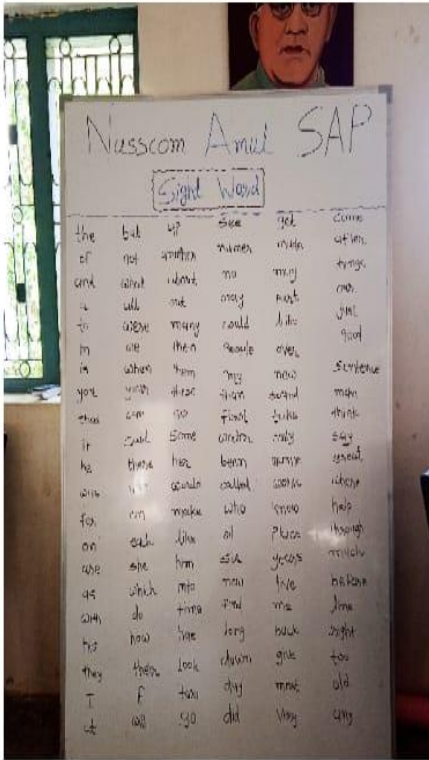 Nasscom Amul SAP
Sight Word
the but up see get come
of not another number made after
and what about no may things
a all out way part our
to were many could like just
in we then people over good
is when them my new sentence
you your these than sound man
that can so first take think
it said some water only say
he there her been great
was would called work where
for an make who know help
on each like oil place through
are she him years much
as which into now live before
with do time find me line
his how has long back right
they their look down give too
I two day most old
at will go did very any